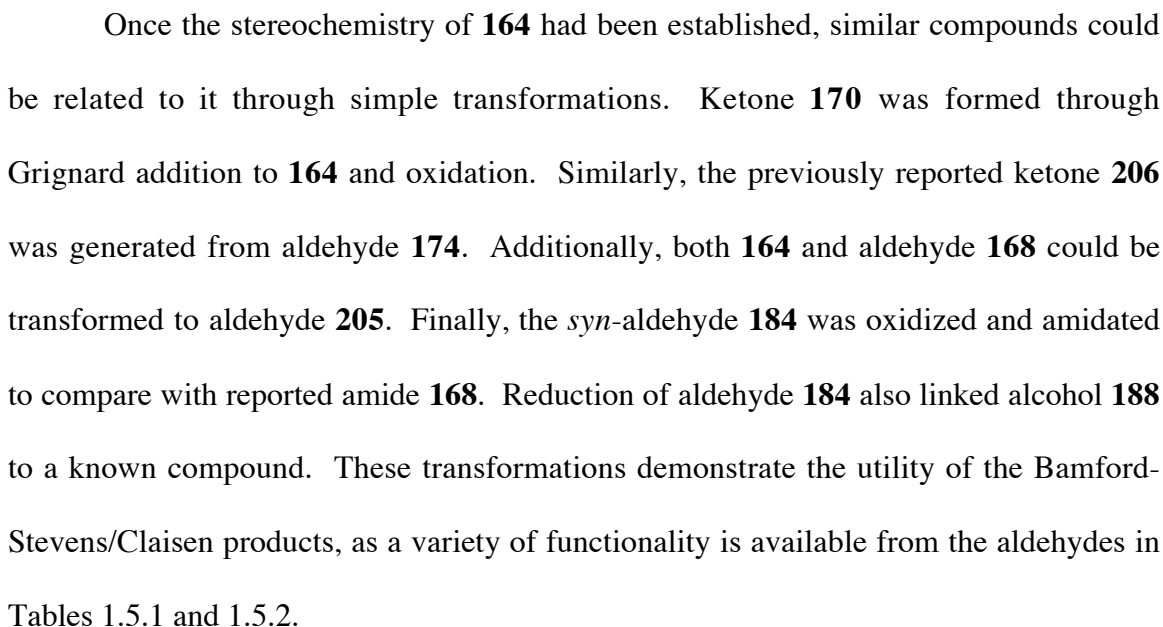 Once the stereochemistry of 164 had been established, similar compounds could
be related to it through simple transformations. Ketone 170 was formed through
Grignard addition to 164 and oxidation. Similarly, the previously reported ketone 206
was generated from aldehyde 174. Additionally, both 164 and aldehyde 168 could be
transformed to aldehyde 205. Finally, the syn-aldehyde 184 was oxidized and amidated
to compare with reported amide 168. Reduction of aldehyde 184 also linked alcohol 188
to a known compound. These transformations demonstrate the utility of the Bamford-
Stevens/Claisen products, as a variety of functionality is available from the aldehydes in
Tables 1.5.1 and 1.5.2.